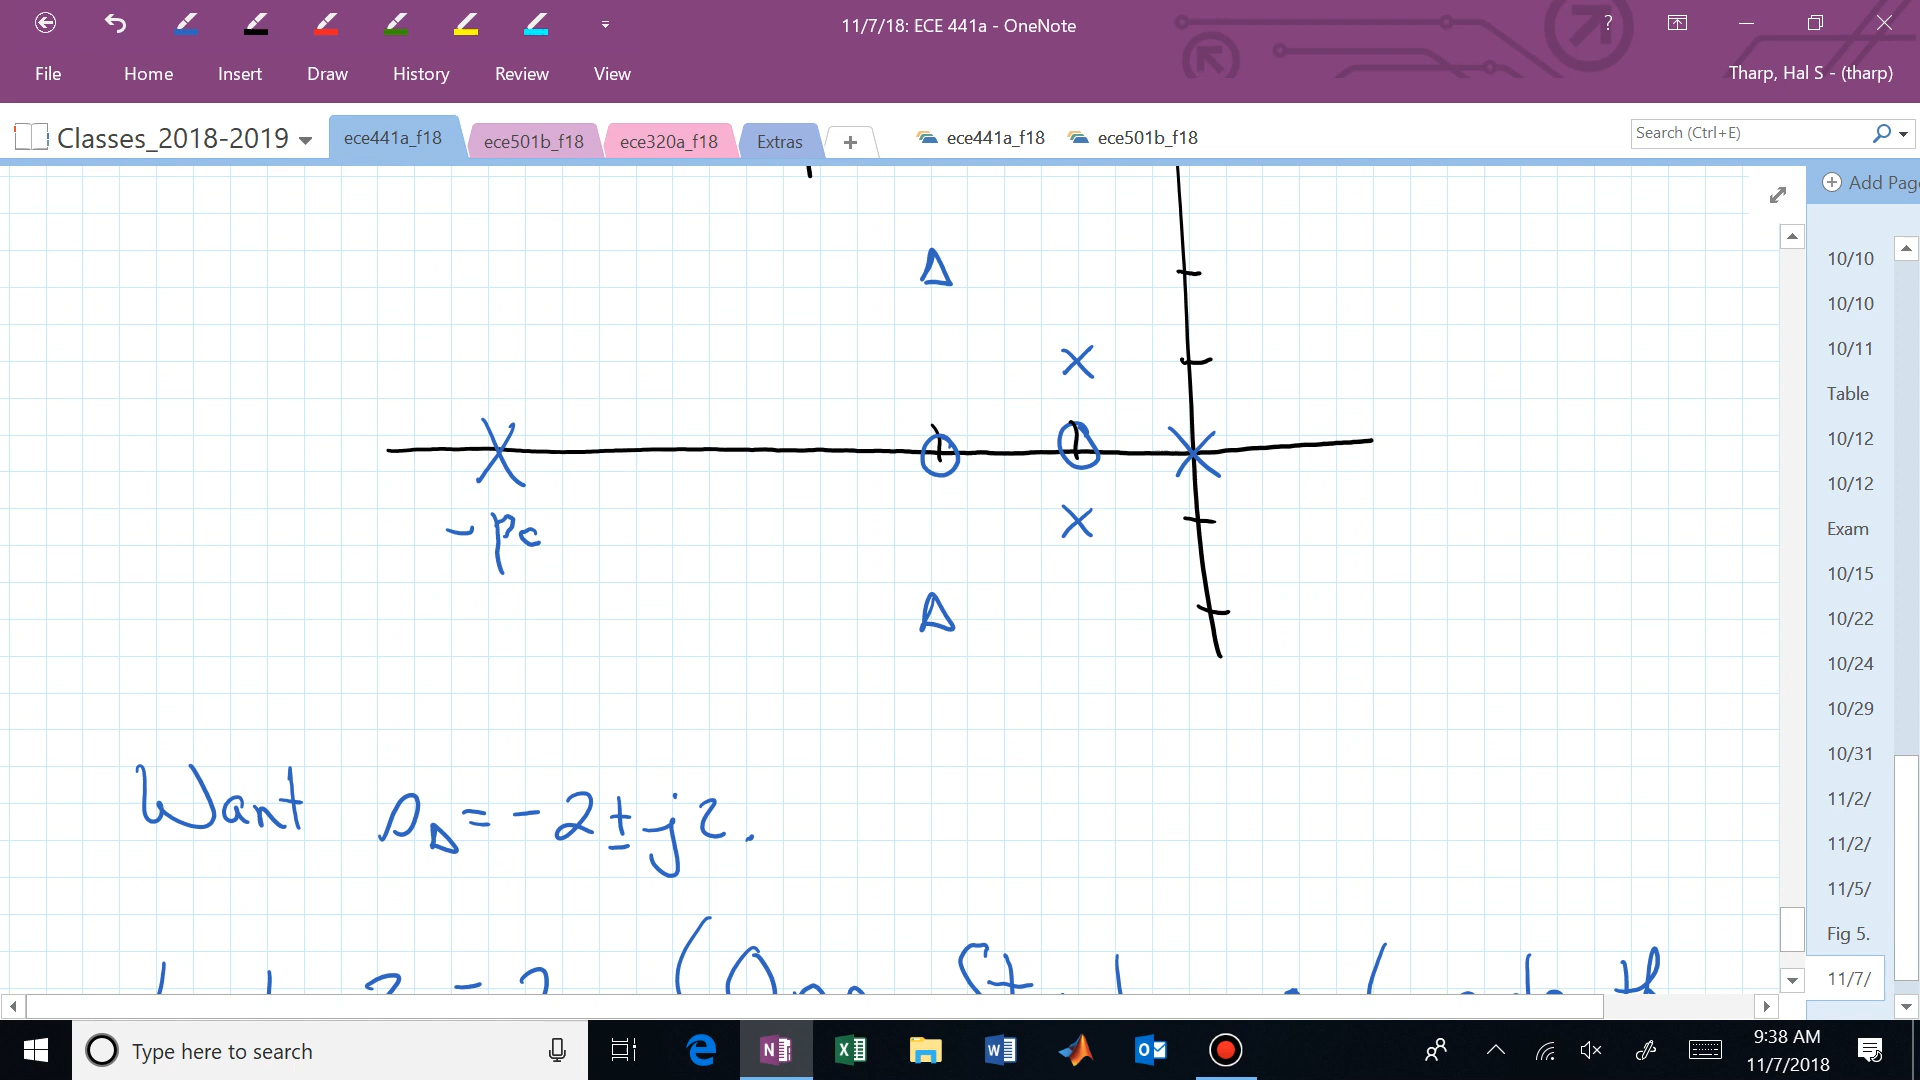 11/7/18: ECE 441a - OneNote
?
File Home Insert Draw History Review View
Tharp, Hal S - (tharp)
Classes_2018-2019 ece441a_f18 ece501b_f18 ece320a_f18 Extras + ece441a_f18 ece501b_f18
Search (Ctrl+E)
Add Page
10/10
10/10
10/11
Table
10/12
10/12
Exam
10/15
10/22
10/24
10/29
10/31
11/2/
11/2/
11/5/
Fig 5.
11/7/
-pc
Want s_Δ = -2 ± j2.
Type here to search
9:38 AM
11/7/2018